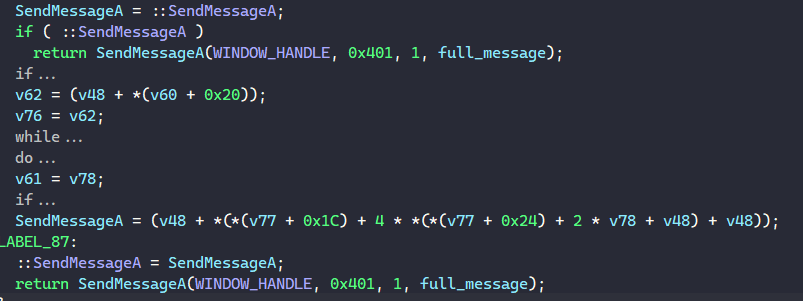 SendMessageA = ::SendMessageA;
if ( ::SendMessageA )
return SendMessageA(WINDOW_HANDLE, 0x401, 1, full_message);
if...
v62 = (v48 + *(v60 + 0x20));
v76 = v62;
while...
do...
v61 = v78;
if...
SendMessageA = (v48 + *(*(v77 + 0x1C) + 4 * *(*(v77 + 0x24) + 2 * v78 + v48) + v48));
LABEL_87:
::SendMessageA = SendMessageA;
return SendMessageA(WINDOW_HANDLE, 0x401, 1, full_message);